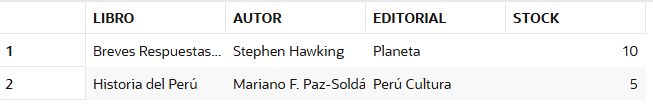 LIBRO AUTOR EDITORIAL STOCK
1 Breves Respuestas... Stephen Hawking Planeta 10
2 Historia del Perú Mariano F. Paz-Soldá Perú Cultura 5